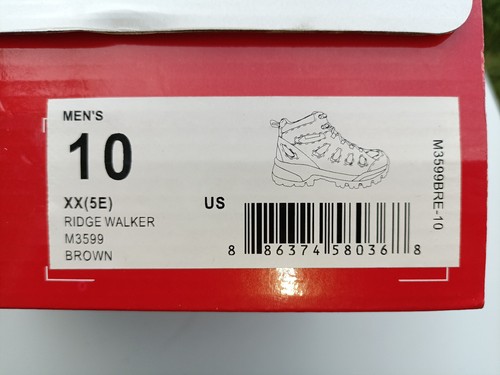 MEN'S
10
XX(5E)
US
RIDGE WALKER
M3599
BROWN
8 86374 58036 8
M3599BRE-10